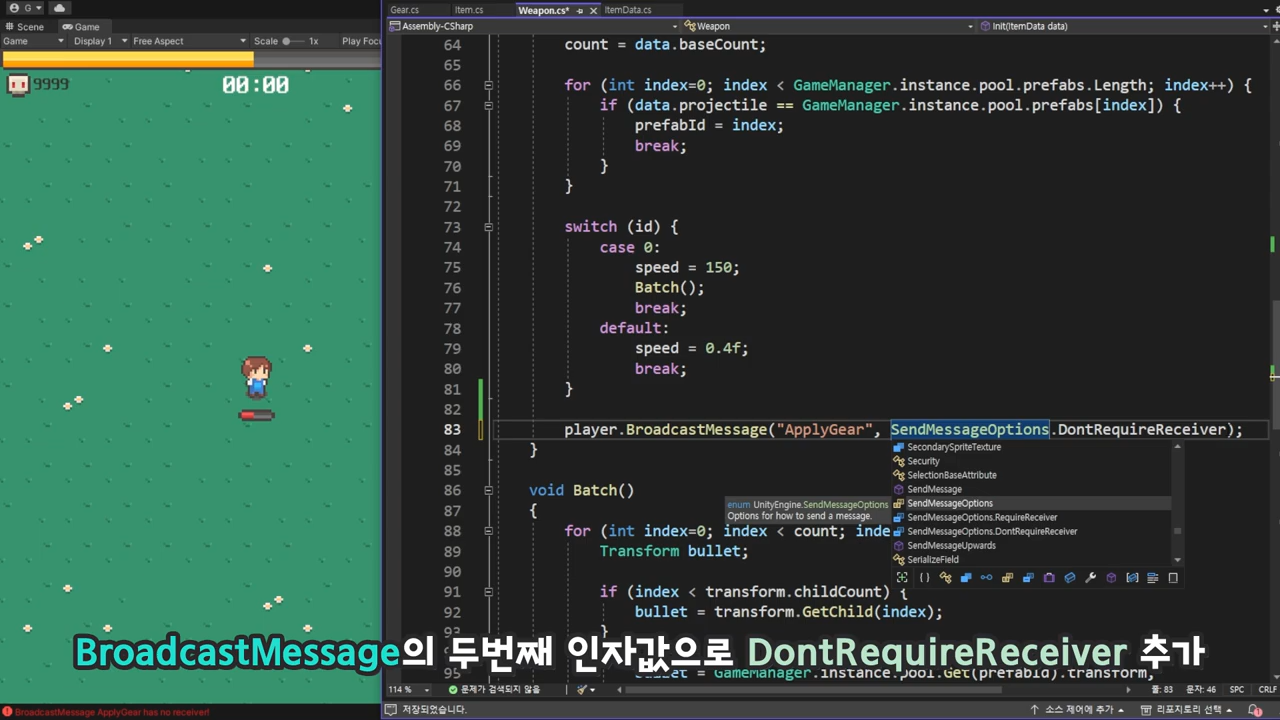 G
Scene
Game
Game
Display 1
Free Aspect
Scale
1x
Play Focu
9999
00:00
BroadcastMessage ApplyGear has no receiver!
Gear.cs
Item.cs
Weapon.cs*
ItemData.cs
Assembly-CSharp
Weapon
Init(ItemData data)
64 count = data.baseCount;
65
66 for (int index=0; index < GameManager.instance.pool.prefabs.Length; index++) {
67 if (data.projectile == GameManager.instance.pool.prefabs[index]) {
68 prefabId = index;
69 break;
70 }
71 }
72
73 switch (id) {
74 case 0:
75 speed = 150;
76 Batch();
77 break;
78 default:
79 speed = 0.4f;
80 break;
81 }
82
83 player.BroadcastMessage("ApplyGear", SendMessageOptions.DontRequireReceiver);
84 }
85
86 void Batch()
87 {
88 for (int index=0; index < count; inde
89 Transform bullet;
90
91 if (index < transform.childCount) {
92 bullet = transform.GetChild(index);
93 }
95 bullet = GameManager.instance.pool.Get(prefabId).transform;
SecondarySpriteTexture
Security
SelectionBaseAttribute
SendMessage
SendMessageOptions
SendMessageOptions.RequireReceiver
SendMessageOptions.DontRequireReceiver
SendMessageUpwards
SerializeField
enum UnityEngine.SendMessageOptions
Options for how to send a message.
BroadcastMessage의 두번째 인자값으로 DontRequireReceiver 추가
114 %
문제가 검색되지 않음
줄: 83
문자: 46
SPC
CRLF
저장되었습니다.
소스 제어에 추가
리포지토리 선택